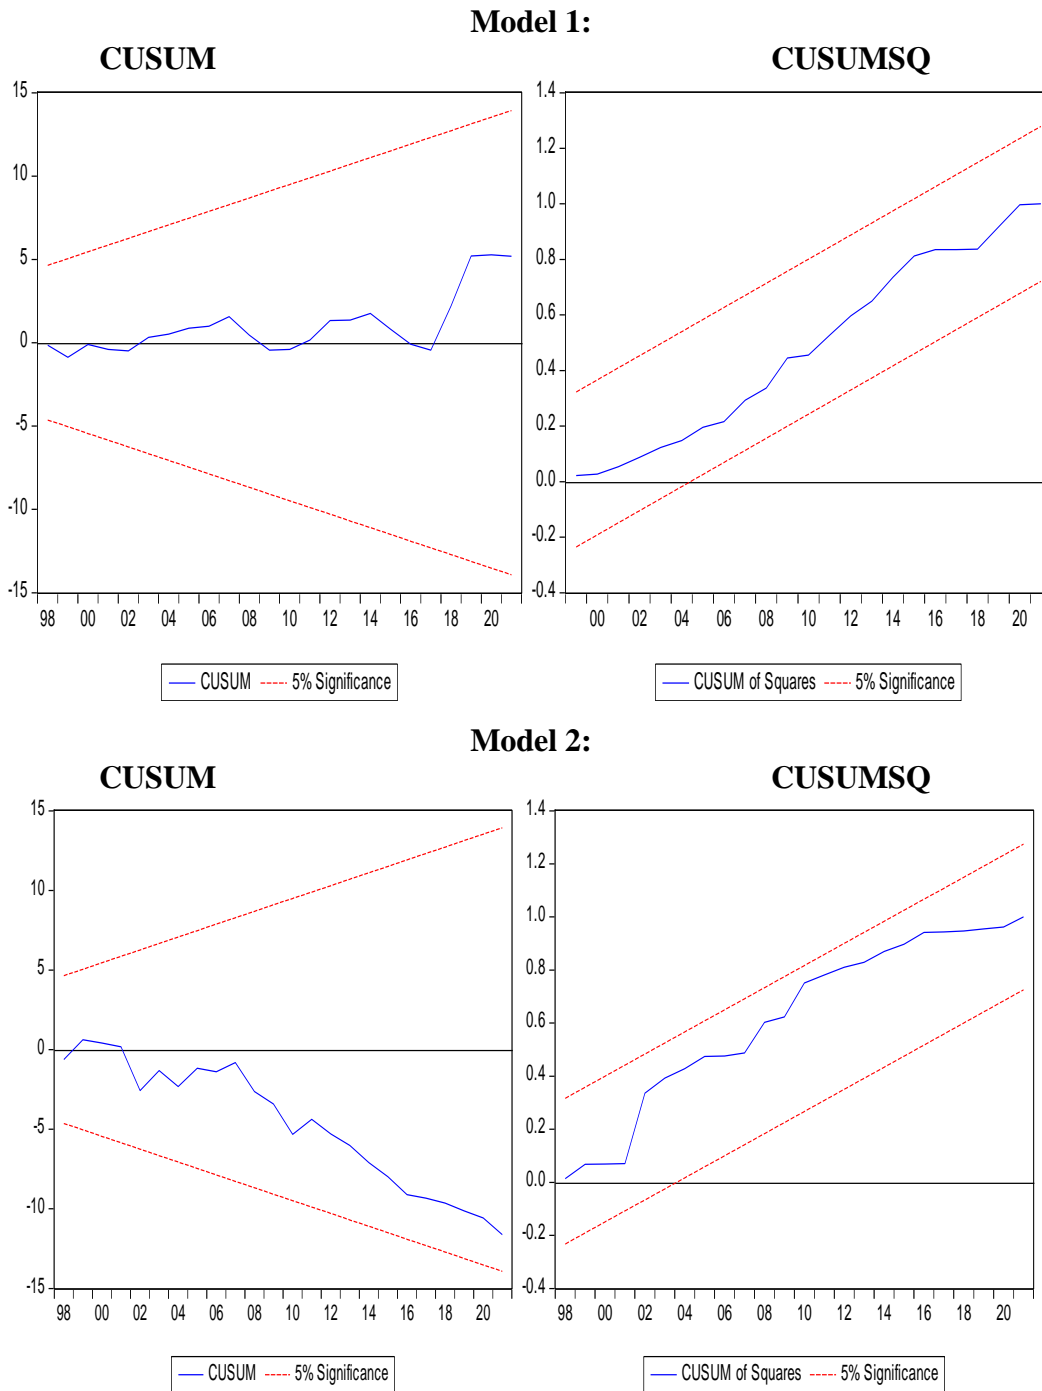 Model 1:
CUSUM CUSUMSQ
15
10
5
0
-5
-10
-15
98 00 02 04 06 08 10 12 14 16 18 20
CUSUM 5% Significance
1.4
1.2
1.0
0.8
0.6
0.4
0.2
0.0
-0.2
-0.4
00 02 04 06 08 10 12 14 16 18 20
CUSUM of Squares 5% Significance
Model 2:
CUSUM CUSUMSQ
15
10
5
0
-5
-10
-15
98 00 02 04 06 08 10 12 14 16 18 20
CUSUM 5% Significance
1.4
1.2
1.0
0.8
0.6
0.4
0.2
0.0
-0.2
-0.4
98 00 02 04 06 08 10 12 14 16 18 20
CUSUM of Squares 5% Significance